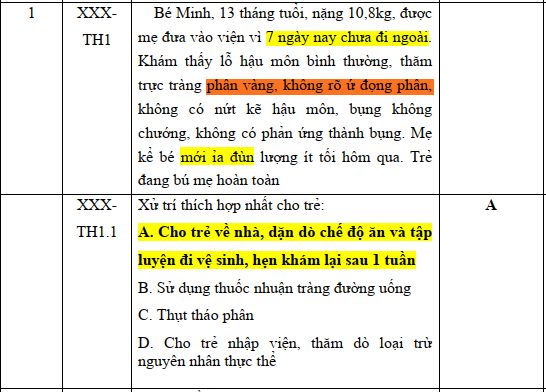 1
XXX-
TH1
Bé Minh, 13 tháng tuổi, nặng 10,8kg, được
mẹ đưa vào viện vì 7 ngày nay chưa đi ngoài.
Khám thấy lỗ hậu môn bình thường, thăm
trực tràng phân vàng, không rõ ứ đọng phân,
không có nứt kẽ hậu môn, bụng không
chướng, không có phản ứng thành bụng. Mẹ
kể bé mới ỉa đùn lượng ít tối hôm qua. Trẻ
đang bú mẹ hoàn toàn
XXX-
TH1.1
Xử trí thích hợp nhất cho trẻ:
A. Cho trẻ về nhà, dặn dò chế độ ăn và tập
luyện đi vệ sinh, hẹn khám lại sau 1 tuần
B. Sử dụng thuốc nhuận tràng đường uống
C. Thụt tháo phân
D. Cho trẻ nhập viện, thăm dò loại trừ
nguyên nhân thực thể
A